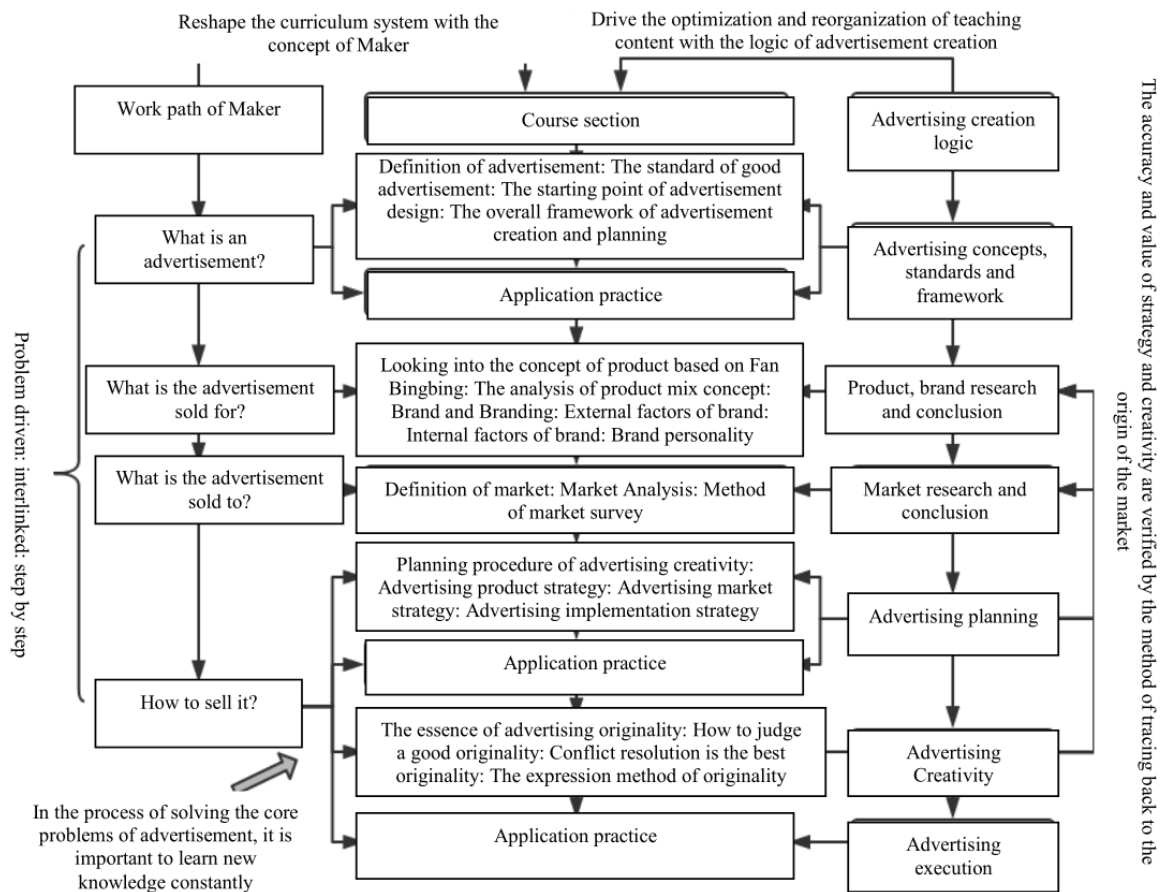 Reshape the curriculum system with the
concept of Maker
Drive the optimization and reorganization of teaching
content with the logic of advertisement creation
Work path of Maker
Course section
Advertising creation
logic
Definition of advertisement: The standard of good
advertisement: The starting point of advertisement
design: The overall framework of advertisement
creation and planning
What is an
advertisement?
Advertising concepts,
standards and
framework
Application practice
Looking into the concept of product based on Fan
Bingbing: The analysis of product mix concept:
Brand and Branding: External factors of brand:
Internal factors of brand: Brand personality
What is the advertisement
sold for?
Product, brand research
and conclusion
What is the advertisement
sold to?
Definition of market: Market Analysis: Method
of market survey
Market research and
conclusion
Planning procedure of advertising creativity:
Advertising product strategy: Advertising market
strategy: Advertising implementation strategy
Advertising planning
Application practice
How to sell it?
The essence of advertising originality: How to judge
a good originality: Conflict resolution is the best
originality: The expression method of originality
Advertising
Creativity
In the process of solving the core
problems of advertisement, it is
important to learn new
knowledge constantly
Application practice
Advertising
execution
Problem driven: interlinked: step by step
The accuracy and value of strategy and creativity are verified by the method of tracing back to the
origin of the market